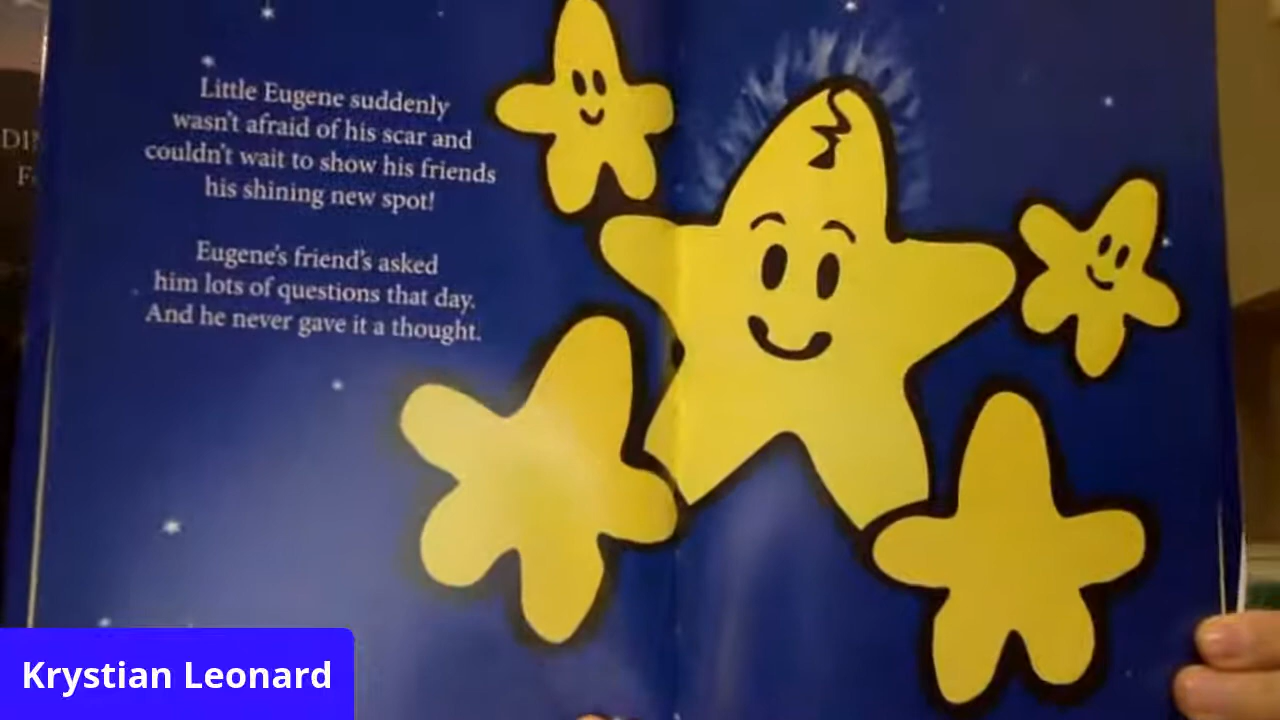 Little Eugene suddenly
wasn't afraid of his scar and
couldn't wait to show his friends
his shining new spot!
Eugene's friend's asked
him lots of questions that day.
And he never gave it a thought.
Krystian Leonard